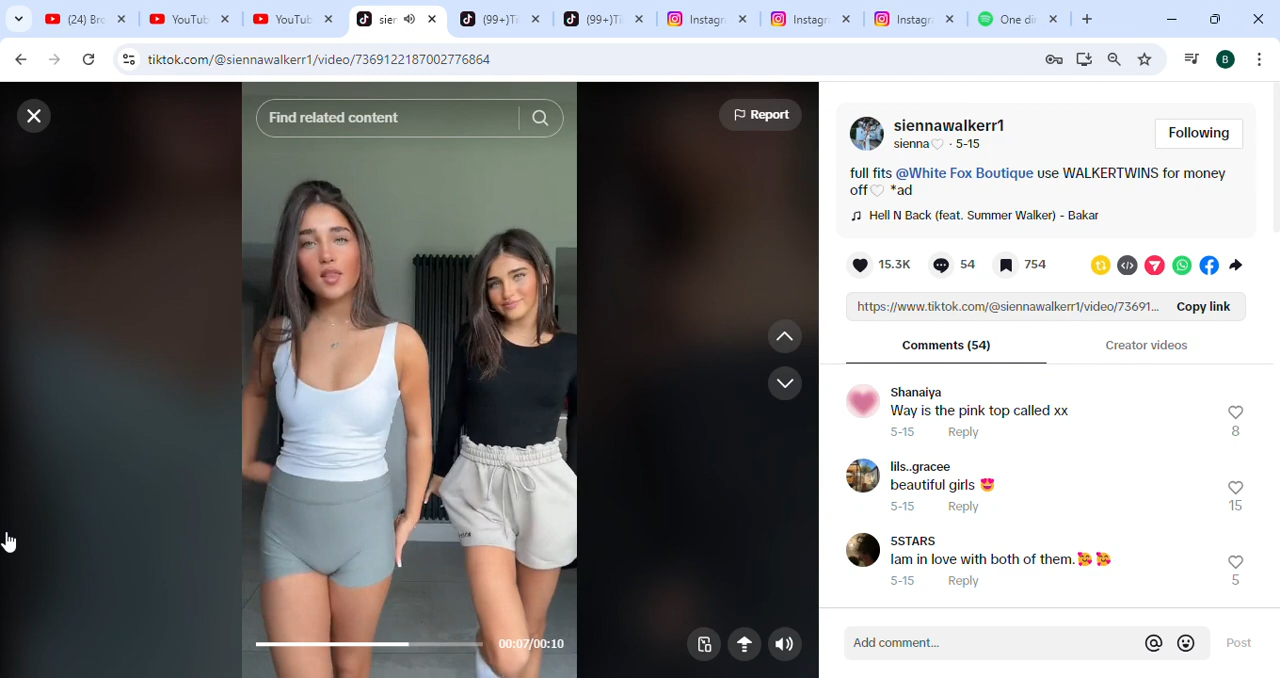 (24) Br
YouTub
YouTub
sier
(99+)Ti
(99+)Ti
Instagr
Instagr
Instagr
One di
tiktok.com/@siennawalkerr1/video/7369122187002776864
B
Find related content
Report
00:07/00:10
siennawalkerr1
sienna♡ · 5-15
Following
full fits @White Fox Boutique use WALKERTWINS for money
off🤍 *ad
Hell N Back (feat. Summer Walker) - Bakar
15.3K
54
754
https://www.tiktok.com/@siennawalkerr1/video/73691...
Copy link
Comments (54)
Creator videos
Shanaiya
Way is the pink top called xx
5-15
Reply
8
lils..gracee
beautiful girls 😍
5-15
Reply
15
5STARS
Iam in love with both of them.🥰🥰
5-15
Reply
5
Add comment...
Post